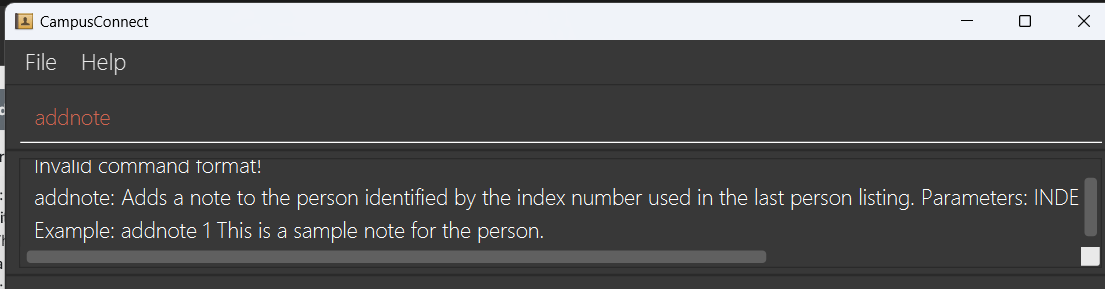 CampusConnect
File Help
addnote
Invalid command format!
addnote: Adds a note to the person identified by the index number used in the last person listing. Parameters: INDE
Example: addnote 1 This is a sample note for the person.